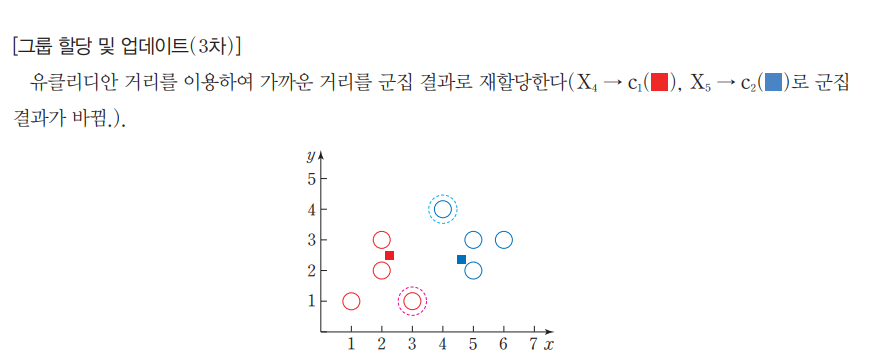 [그룹 할당 및 업데이트(3차)]
유클리디안 거리를 이용하여 가까운 거리를 군집 결과로 재할당한다(X₄ → c₁(■), X₅ → c₂(■)로 군집
결과가 바뀜.).
y
5
4
3
2
1
1 2 3 4 5 6 7 x